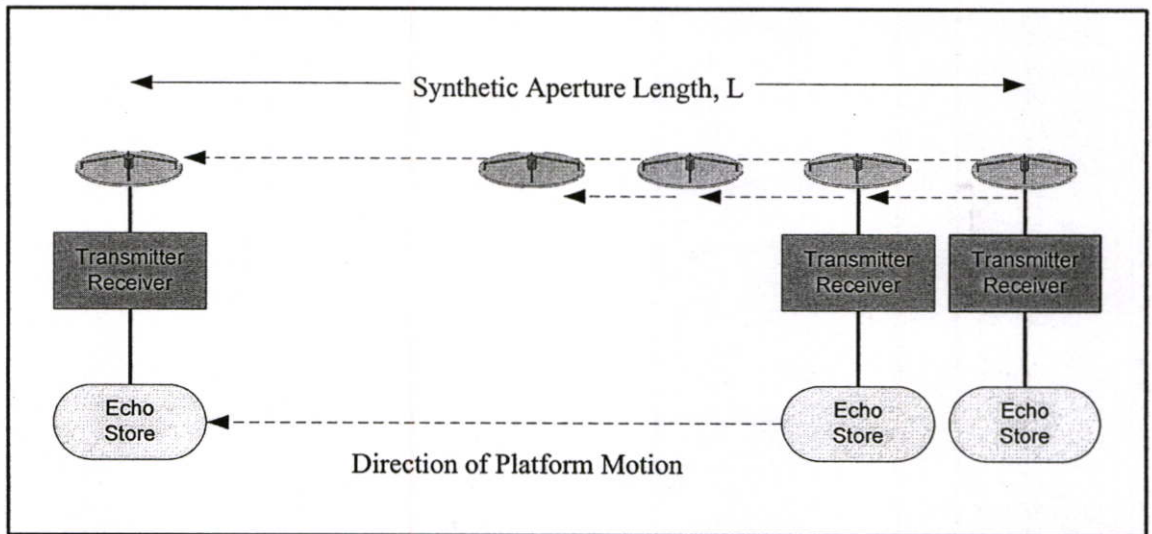 Synthetic Aperture Length, L
Transmitter
Receiver
Transmitter
Receiver
Transmitter
Receiver
Echo
Store
Echo
Store
Echo
Store
Direction of Platform Motion